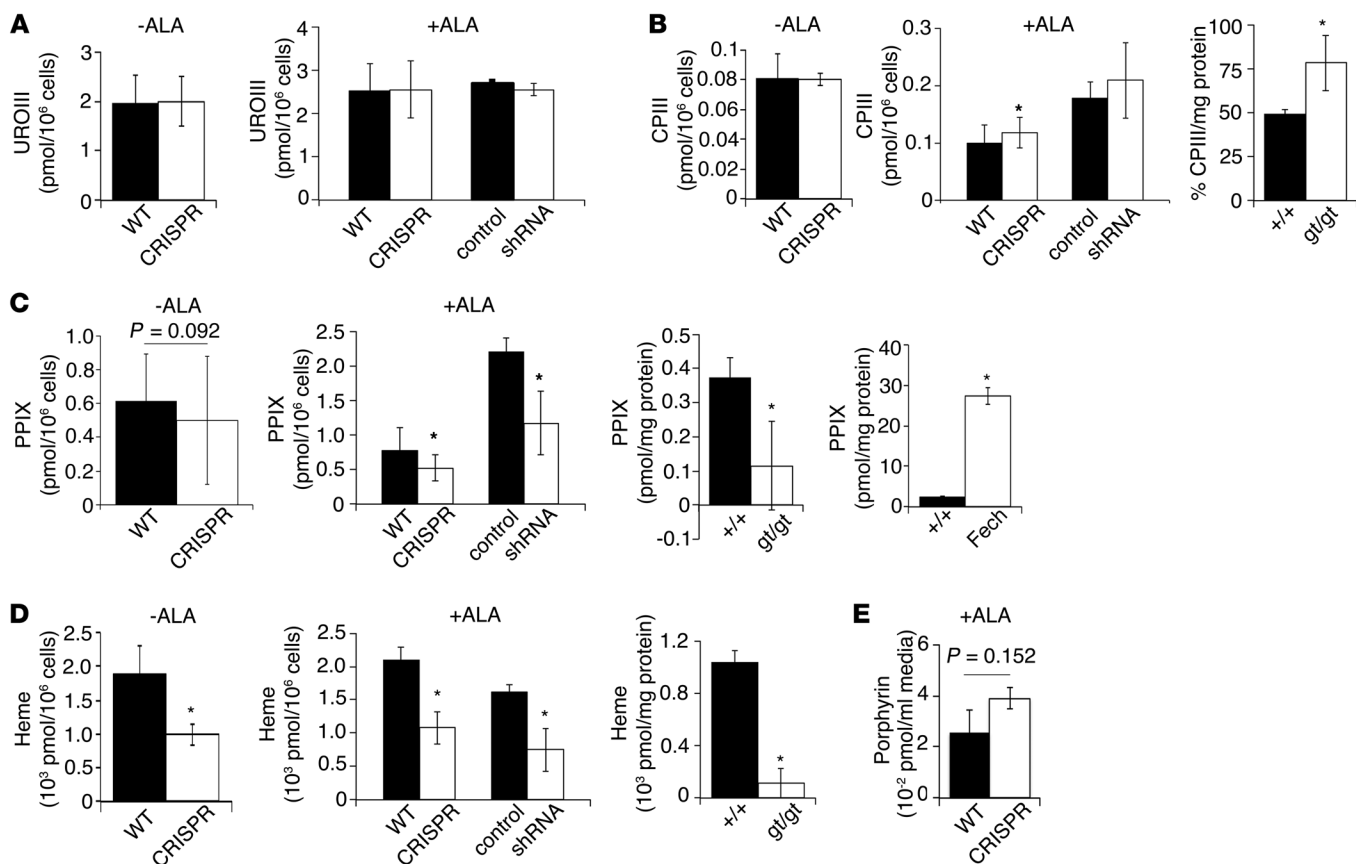 A
-ALA
UROIII
(pmol/10⁶ cells)
3
2
1
0
WT
CRISPR
+ALA
UROIII
(pmol/10⁶ cells)
4
3
2
1
0
WT
CRISPR
control
shRNA
B
-ALA
CPIII
(pmol/10⁶ cells)
0.1
0.08
0.06
0.04
0.02
0
WT
CRISPR
+ALA
CPIII
(pmol/10⁶ cells)
0.3
0.2
0.1
0
*
WT
CRISPR
control
shRNA
% CPIII/mg protein
100
75
50
25
0
*
+/+
gt/gt
C
-ALA
P = 0.092
PPIX
(pmol/10⁶ cells)
1.0
0.8
0.6
0.4
0.2
0
WT
CRISPR
+ALA
PPIX
(pmol/10⁶ cells)
2.5
2.0
1.5
1.0
0.5
0
*
*
WT
CRISPR
control
shRNA
PPIX
(pmol/mg protein)
0.5
0.4
0.3
0.2
0.1
0
-0.1
*
+/+
gt/gt
PPIX
(pmol/mg protein)
40
30
20
10
0
*
+/+
Fech
D
-ALA
Heme
(10³ pmol/10⁶ cells)
2.5
2.0
1.5
1.0
0.5
0
*
WT
CRISPR
+ALA
Heme
(10³ pmol/10⁶ cells)
2.5
2.0
1.5
1.0
0.5
0
*
*
WT
CRISPR
control
shRNA
Heme
(10³ pmol/mg protein)
1.2
0.8
0.4
0
*
+/+
gt/gt
E
+ALA
P = 0.152
Porphyrin
(10⁻² pmol/ml media)
6
4
2
0
WT
CRISPR